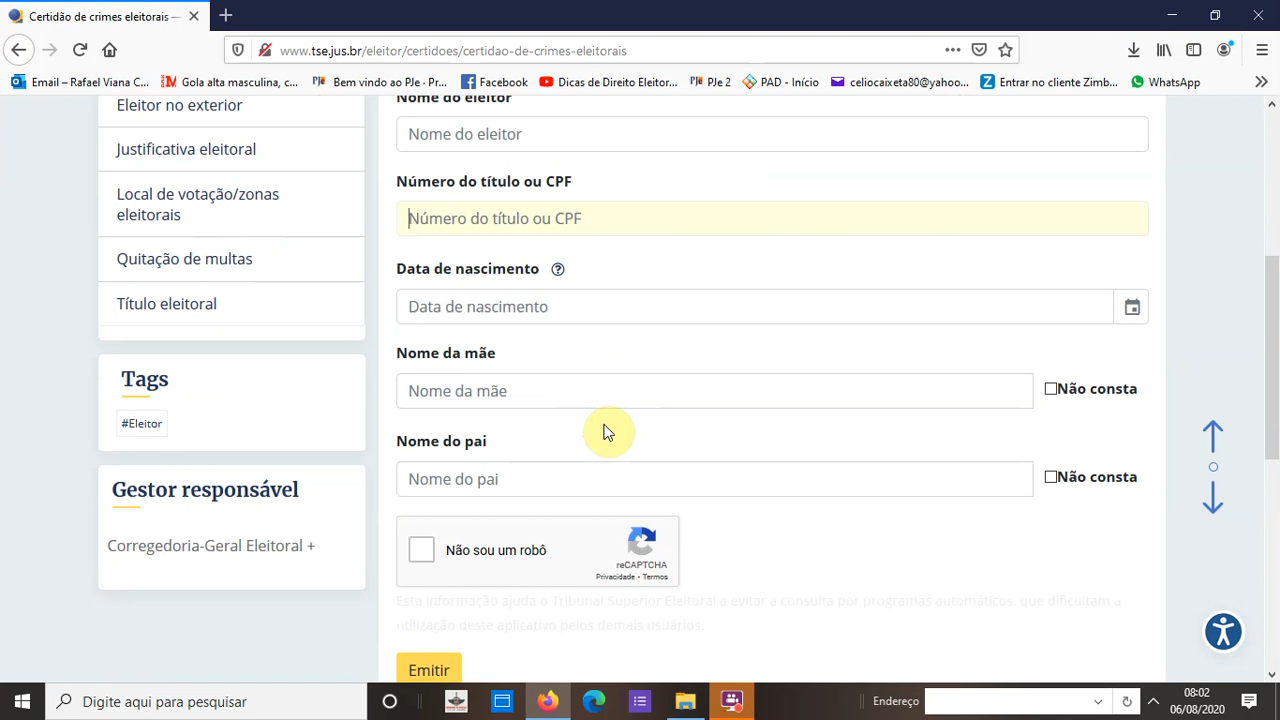 Certidão de crimes eleitorais —
www.tse.jus.br/eleitor/certidoes/certidao-de-crimes-eleitorais
Email – Rafael Viana C...
Gola alta masculina, c...
Bem vindo ao PJe · Pr...
Facebook
Dicas de Direito Eleitor...
PJe 2
PAD - Início
celiocaixeta80@yahoo...
Entrar no cliente Zimb...
WhatsApp
Eleitor no exterior
Justificativa eleitoral
Local de votação/zonas
eleitorais
Quitação de multas
Título eleitoral
Tags
#Eleitor
Gestor responsável
Corregedoria-Geral Eleitoral +
Nome do eleitor
Nome do eleitor
Número do título ou CPF
Número do título ou CPF
Data de nascimento
Data de nascimento
Nome da mãe
Nome da mãe
Não consta
Nome do pai
Nome do pai
Não consta
Não sou um robô
reCAPTCHA
Privacidade • Termos
Esta informação ajuda o Tribunal Superior Eleitoral a evitar a consulta por programas automáticos, que dificultam a
utilização deste aplicativo pelos demais usuários.
Emitir
Digite aqui para pesquisar
Endereço
08:02
06/08/2020